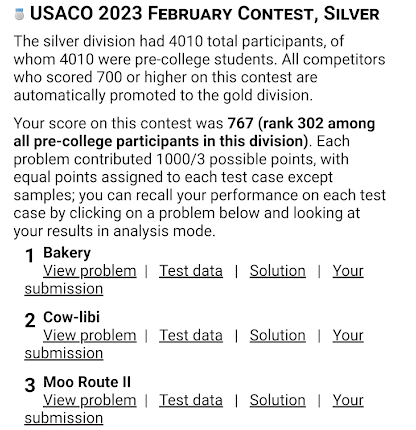 USACO 2023 February Contest, Silver
The silver division had 4010 total participants, of
whom 4010 were pre-college students. All competitors
who scored 700 or higher on this contest are
automatically promoted to the gold division.
Your score on this contest was 767 (rank 302 among
all pre-college participants in this division). Each
problem contributed 1000/3 possible points, with
equal points assigned to each test case except
samples; you can recall your performance on each test
case by clicking on a problem below and looking at
your results in analysis mode.
1 Bakery
View problem | Test data | Solution | Your
submission
2 Cow-libi
View problem | Test data | Solution | Your
submission
3 Moo Route II
View problem | Test data | Solution | Your
submission